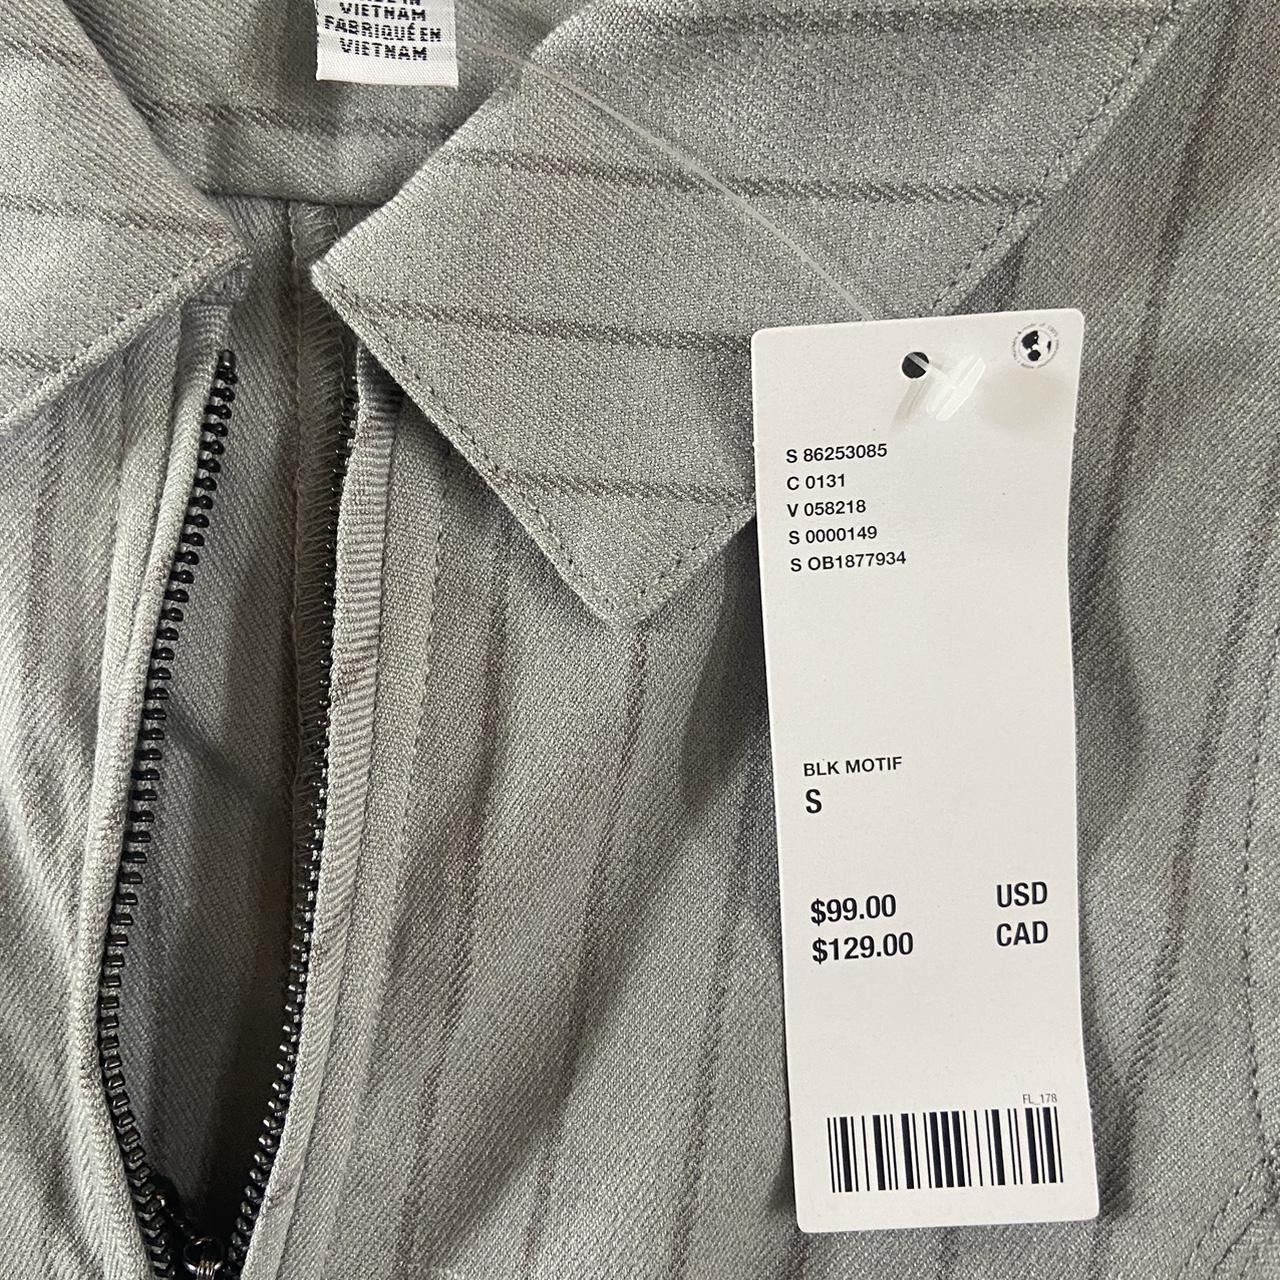 VIETNAM
FABRIQUÉ EN
VIETNAM
S 86253085
C 0131
V 058218
S 0000149
S OB1877934
BLK MOTIF
S
$99.00 USD
$129.00 CAD
FL_178